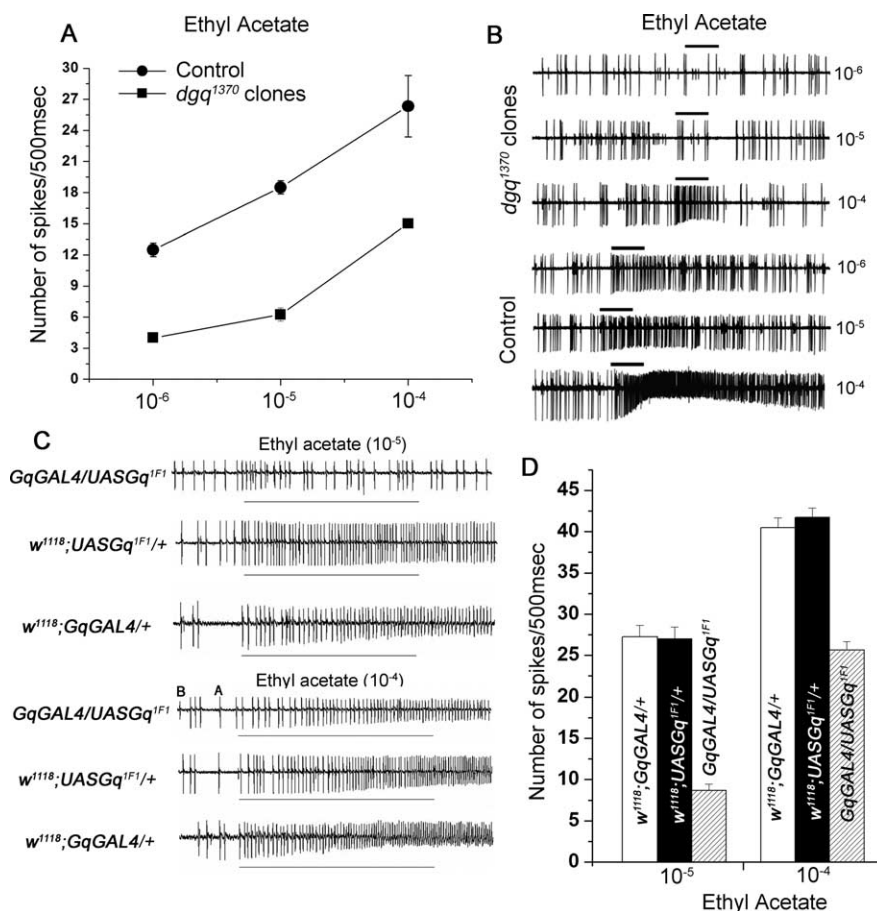 A
Ethyl Acetate
Control
dgq¹³⁷⁰ clones
Number of spikes/500msec
30
27
24
21
18
15
12
9
6
3
0
10⁻⁶
10⁻⁵
10⁻⁴
B
Ethyl Acetate
dgq¹³⁷⁰ clones
10⁻⁶
10⁻⁵
10⁻⁴
Control
10⁻⁶
10⁻⁵
10⁻⁴
C
Ethyl acetate (10⁻⁵)
GqGAL4/UASGq¹ᶠ¹
w¹¹¹⁸;UASGq¹ᶠ¹/+
w¹¹¹⁸;GqGAL4/+
Ethyl acetate (10⁻⁴)
B
A
GqGAL4/UASGq¹ᶠ¹
w¹¹¹⁸;UASGq¹ᶠ¹/+
w¹¹¹⁸;GqGAL4/+
D
Number of spikes/500msec
45
40
35
30
25
20
15
10
5
0
w¹¹¹⁸;GqGAL4/+
w¹¹¹⁸;UASGq¹ᶠ¹/+
GqGAL4/UASGq¹ᶠ¹
w¹¹¹⁸;GqGAL4/+
w¹¹¹⁸;UASGq¹ᶠ¹/+
GqGAL4/UASGq¹ᶠ¹
10⁻⁵
10⁻⁴
Ethyl Acetate